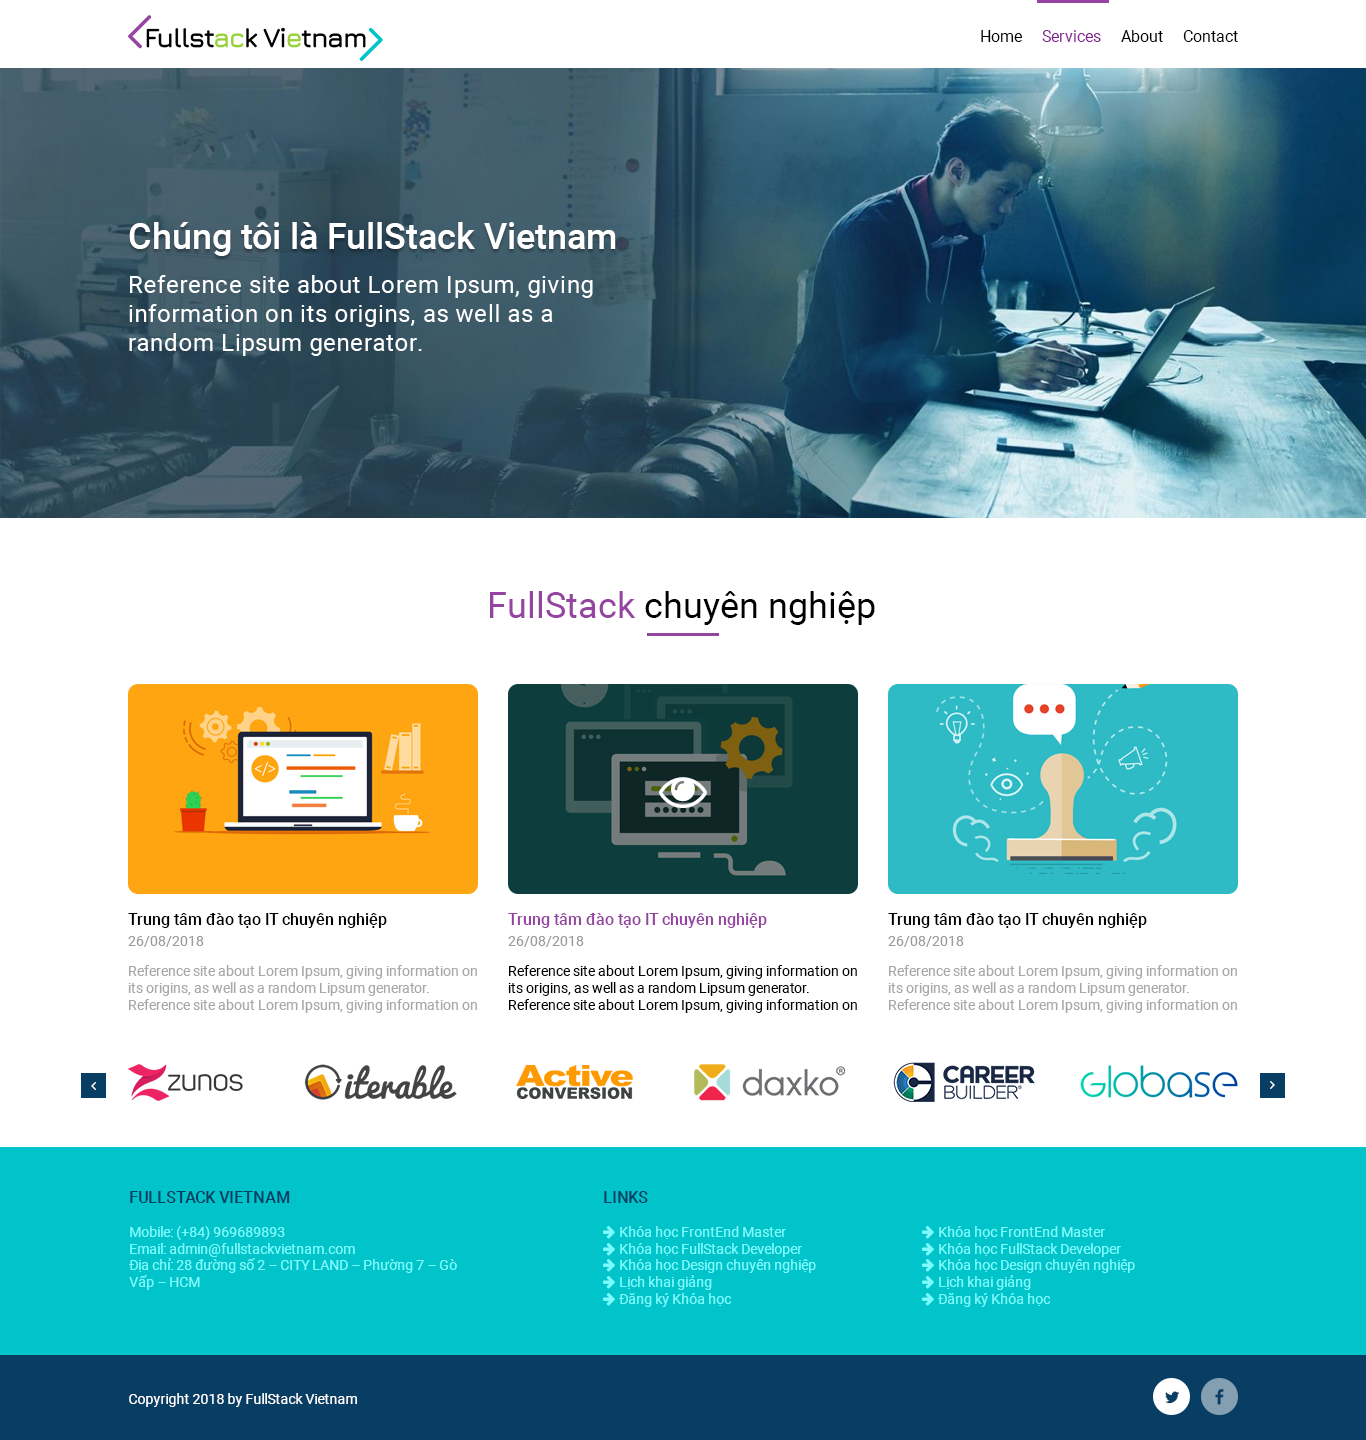 Fullstack Vietnam
Home Services About Contact
Chúng tôi là FullStack Vietnam
Reference site about Lorem Ipsum, giving
information on its origins, as well as a
random Lipsum generator.
FullStack chuyên nghiệp
Trung tâm đào tạo IT chuyên nghiệp
26/08/2018
Reference site about Lorem Ipsum, giving information on
its origins, as well as a random Lipsum generator.
Reference site about Lorem Ipsum, giving information on
Trung tâm đào tạo IT chuyên nghiệp
26/08/2018
Reference site about Lorem Ipsum, giving information on
its origins, as well as a random Lipsum generator.
Reference site about Lorem Ipsum, giving information on
Trung tâm đào tạo IT chuyên nghiệp
26/08/2018
Reference site about Lorem Ipsum, giving information on
its origins, as well as a random Lipsum generator.
Reference site about Lorem Ipsum, giving information on
ZUNOS
iterable
Active
CONVERSION
daxko®
CAREER
BUILDER®
GLOBASE
FULLSTACK VIETNAM
Mobile: (+84) 969689893
Email: admin@fullstackvietnam.com
Địa chỉ: 28 đường số 2 – CITY LAND – Phường 7 – Gò
Vấp – HCM
LINKS
Khóa học FrontEnd Master
Khóa học FullStack Developer
Khóa học Design chuyên nghiệp
Lịch khai giảng
Đăng ký Khóa học
Khóa học FrontEnd Master
Khóa học FullStack Developer
Khóa học Design chuyên nghiệp
Lịch khai giảng
Đăng ký Khóa học
Copyright 2018 by FullStack Vietnam